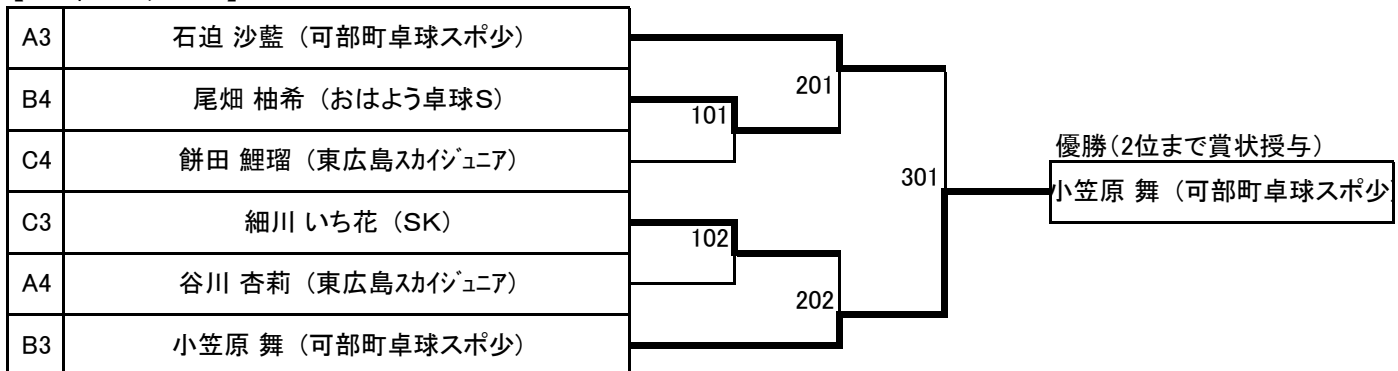 A3 石迫 沙藍 (可部町卓球スポ少)
201
B4 尾畑 柚希 (おはよう卓球S)
101
優勝(2位まで賞状授与)
C4 餅田 鯉瑠 (東広島スカイジュニア)
301
小笠原 舞 (可部町卓球スポ少)
C3 細川 いち花 (SK)
102
A4 谷川 杏莉 (東広島スカイジュニア)
202
B3 小笠原 舞 (可部町卓球スポ少)